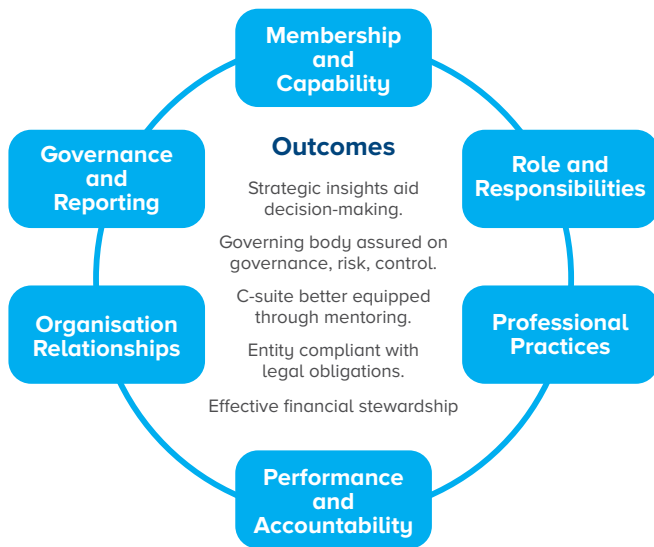 Membership
and
Capability
Role and
Responsibilities
Professional
Practices
Performance
and
Accountability
Organisation
Relationships
Governance
and
Reporting
Outcomes
Strategic insights aid
decision-making.
Governing body assured on
governance, risk, control.
C-suite better equipped
through mentoring.
Entity compliant with
legal obligations.
Effective financial stewardship